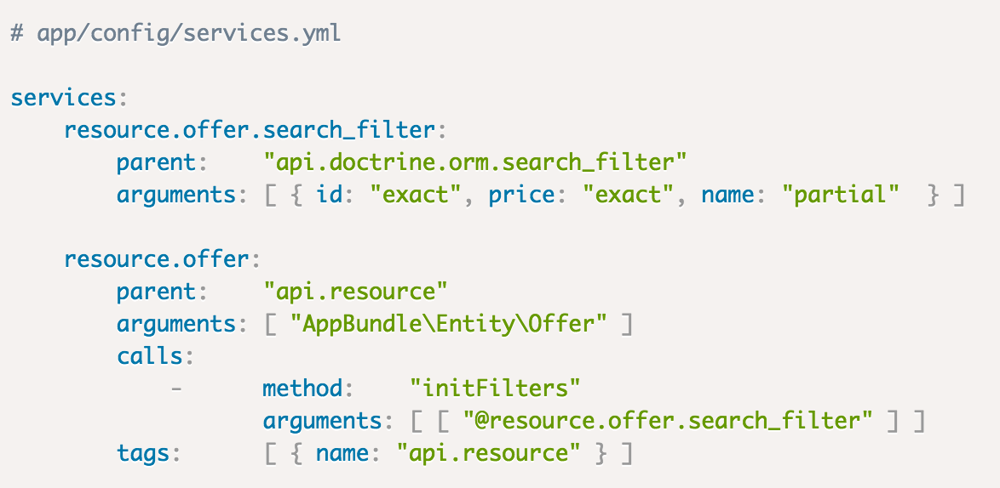 # app/config/services.yml

services:
    resource.offer.search_filter:
        parent:    "api.doctrine.orm.search_filter"
        arguments: [ { id: "exact", price: "exact", name: "partial"  } ]

    resource.offer:
        parent:    "api.resource"
        arguments: [ "AppBundle\Entity\Offer" ]
        calls:
            -      method:    "initFilters"
                   arguments: [ [ "@resource.offer.search_filter" ] ]
        tags:      [ { name: "api.resource" } ]